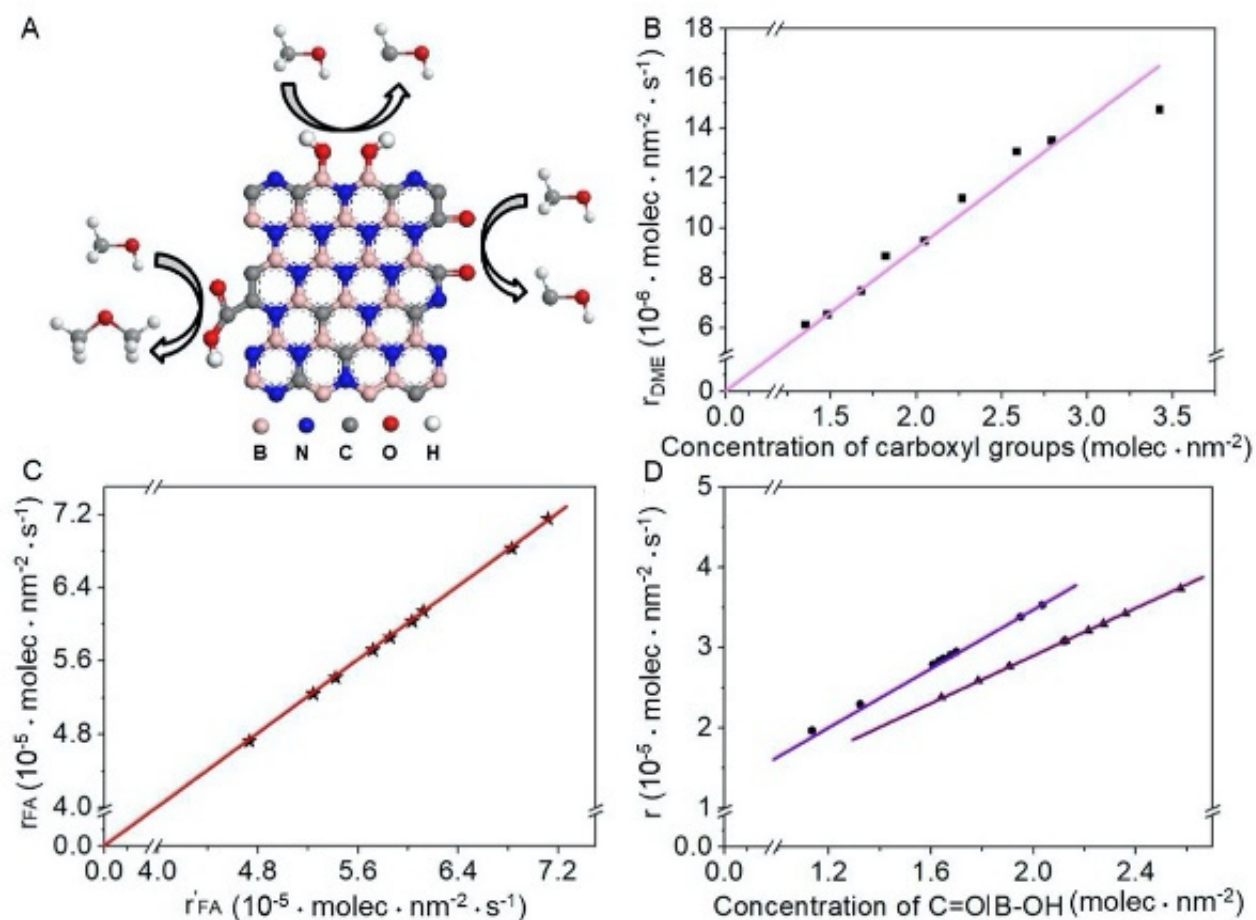 A
B N C O H
B
18
16
14
12
10
8
6
0
r_DME (10⁻⁶ · molec · nm⁻² · s⁻¹)
0.0 1.5 2.0 2.5 3.0 3.5
Concentration of carboxyl groups (molec · nm⁻²)
C
7.2
6.4
5.6
4.8
4.0
0.0
r_FA (10⁻⁵ · molec · nm⁻² · s⁻¹)
0.0 4.0 4.8 5.6 6.4 7.2
r'_FA (10⁻⁵ · molec · nm⁻² · s⁻¹)
D
5
4
3
2
1
0.0
r (10⁻⁵ · molec · nm⁻² · s⁻¹)
0.0 1.2 1.6 2.0 2.4
Concentration of C=O|B-OH (molec · nm⁻²)